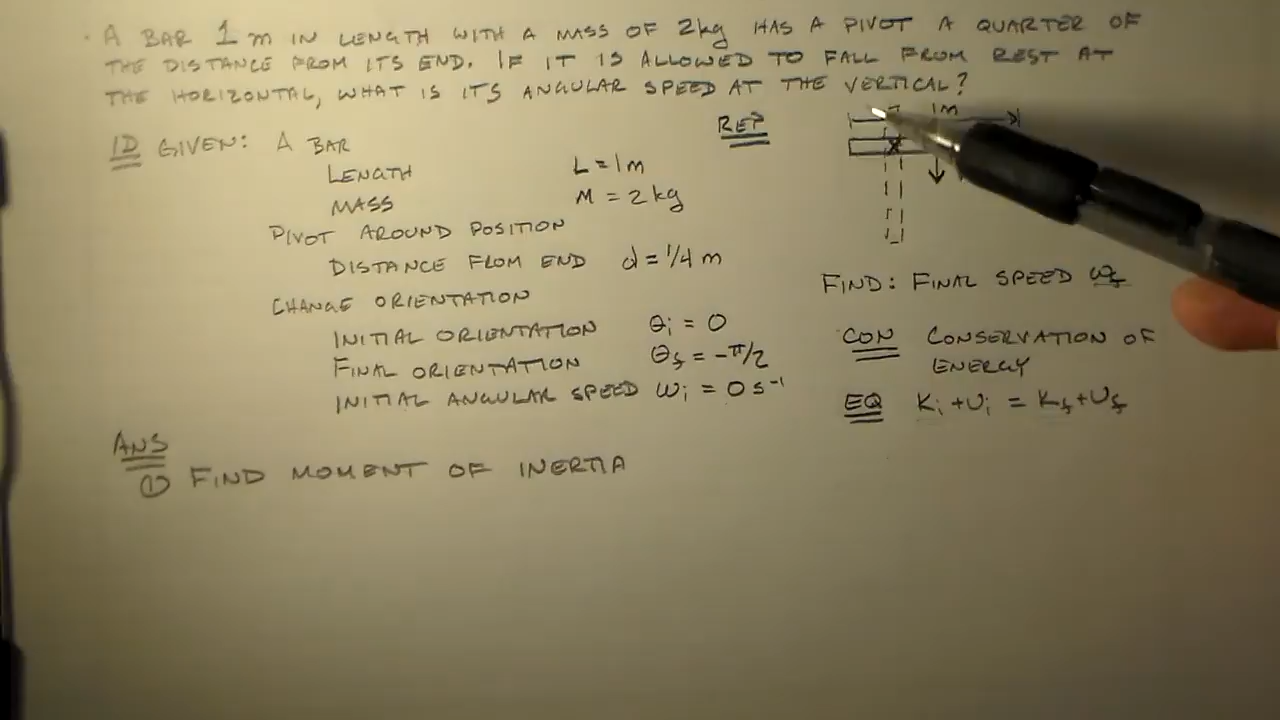 . A BAR 1 m IN LENGTH WITH A MASS OF 2kg HAS A PIVOT A QUARTER OF
THE DISTANCE FROM ITS END. IF IT IS ALLOWED TO FALL FROM REST AT
THE HORIZONTAL, WHAT IS ITS ANGULAR SPEED AT THE VERTICAL?
ID GIVEN: A BAR
LENGTH L = 1m
MASS M = 2 kg
PIVOT AROUND POSITION
DISTANCE FROM END d = 1/4 m
CHANGE ORIENTATION
INITIAL ORIENTATION θi = 0
FINAL ORIENTATION θf = -π/2
INITIAL ANGULAR SPEED ωi = 0 s⁻¹
REP
1m
X
FIND: FINAL SPEED ωf
CON CONSERVATION OF
ENERGY
EQ Ki + Ui = Kf + Uf
ANS
① FIND MOMENT OF INERTIA